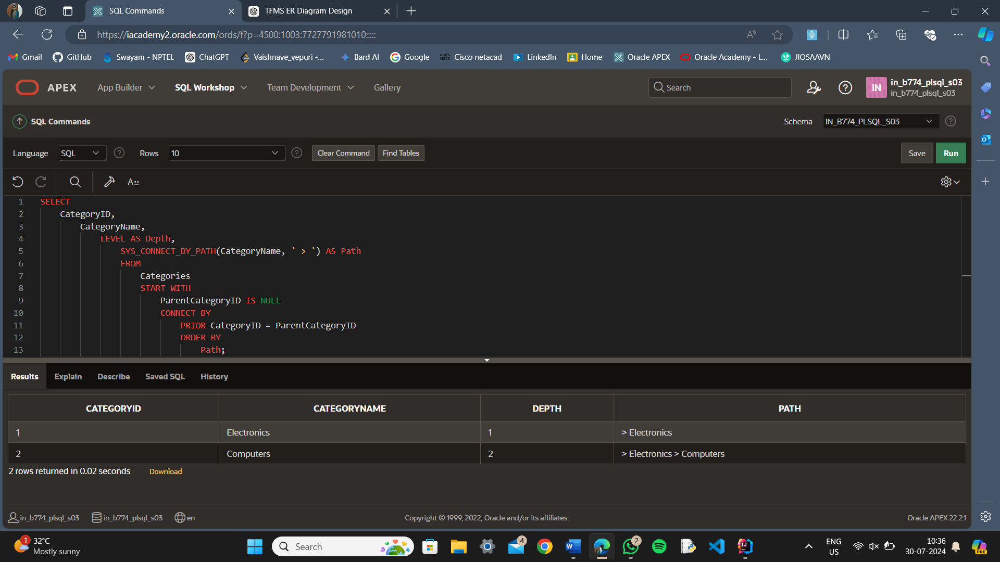 SQL Commands
TFMS ER Diagram Design
https://iacademy2.oracle.com/ords/f?p=4500:1003:7727791981010:::::
Gmail
GitHub
Swayam - NPTEL
ChatGPT
Vaishnave_vepuri -...
Bard AI
Google
Cisco netacad
LinkedIn
Home
Oracle APEX
Oracle Academy - L...
JIOSAAVN
APEX
App Builder
SQL Workshop
Team Development
Gallery
Search
IN
in_b774_plsql_s03
in_b774_plsql_s03
SQL Commands
Schema
IN_B774_PLSQL_S03
Language
SQL
Rows
10
Clear Command
Find Tables
Save
Run
A::
1 SELECT
2 CategoryID,
3 CategoryName,
4 LEVEL AS Depth,
5 SYS_CONNECT_BY_PATH(CategoryName, ' > ') AS Path
6 FROM
7 Categories
8 START WITH
9 ParentCategoryID IS NULL
10 CONNECT BY
11 PRIOR CategoryID = ParentCategoryID
12 ORDER BY
13 Path;
Results
Explain
Describe
Saved SQL
History
CATEGORYID CATEGORYNAME DEPTH PATH
1 Electronics 1 > Electronics
2 Computers 2 > Electronics > Computers
2 rows returned in 0.02 seconds
Download
in_b774_plsql_s03
in_b774_plsql_s03
en
Copyright © 1999, 2022, Oracle and/or its affiliates.
Oracle APEX 22.2.1
1
32°C
Mostly sunny
Search
4
2
ENG
US
10:36
30-07-2024
PRE